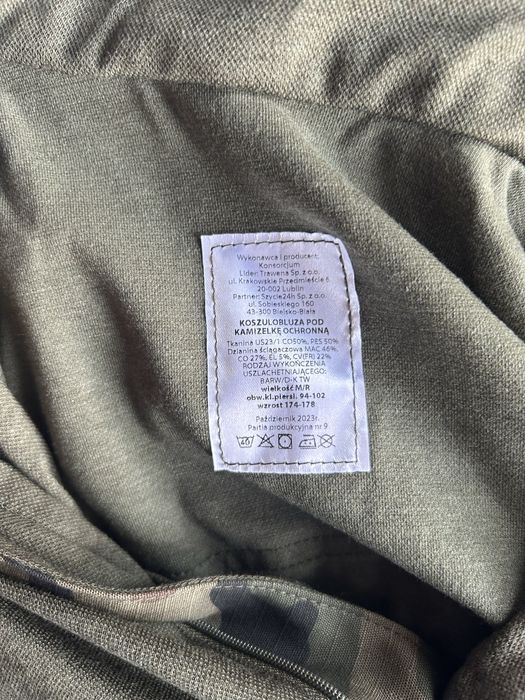 Wykonawca i producent:
Konsorcjum
Lider: Trawena Sp. z o.o.
ul. Krakowskie Przedmieście 6
20-002 Lublin
Partner: Szycie24h Sp. z o.o.
ul. Sobieskiego 160
43-300 Bielsko-Biała
KOSZULOBLUZA POD
KAMIZELKĘ OCHRONNĄ
Tkanina US23/1 CO50%, PES 50%
Dzianina ściągaczowa MAC 46%,
CO 27%, EL 5%, CV(FR) 22%
RODZAJ WYKOŃCZENIA
USZLACHETNIAJĄCEGO:
BARW/D-K TW
wielkość M/R
obw.kl.piersi. 94-102
wzrost 174-178
Październik 2023r.
Partia produkcyjna nr 9
40